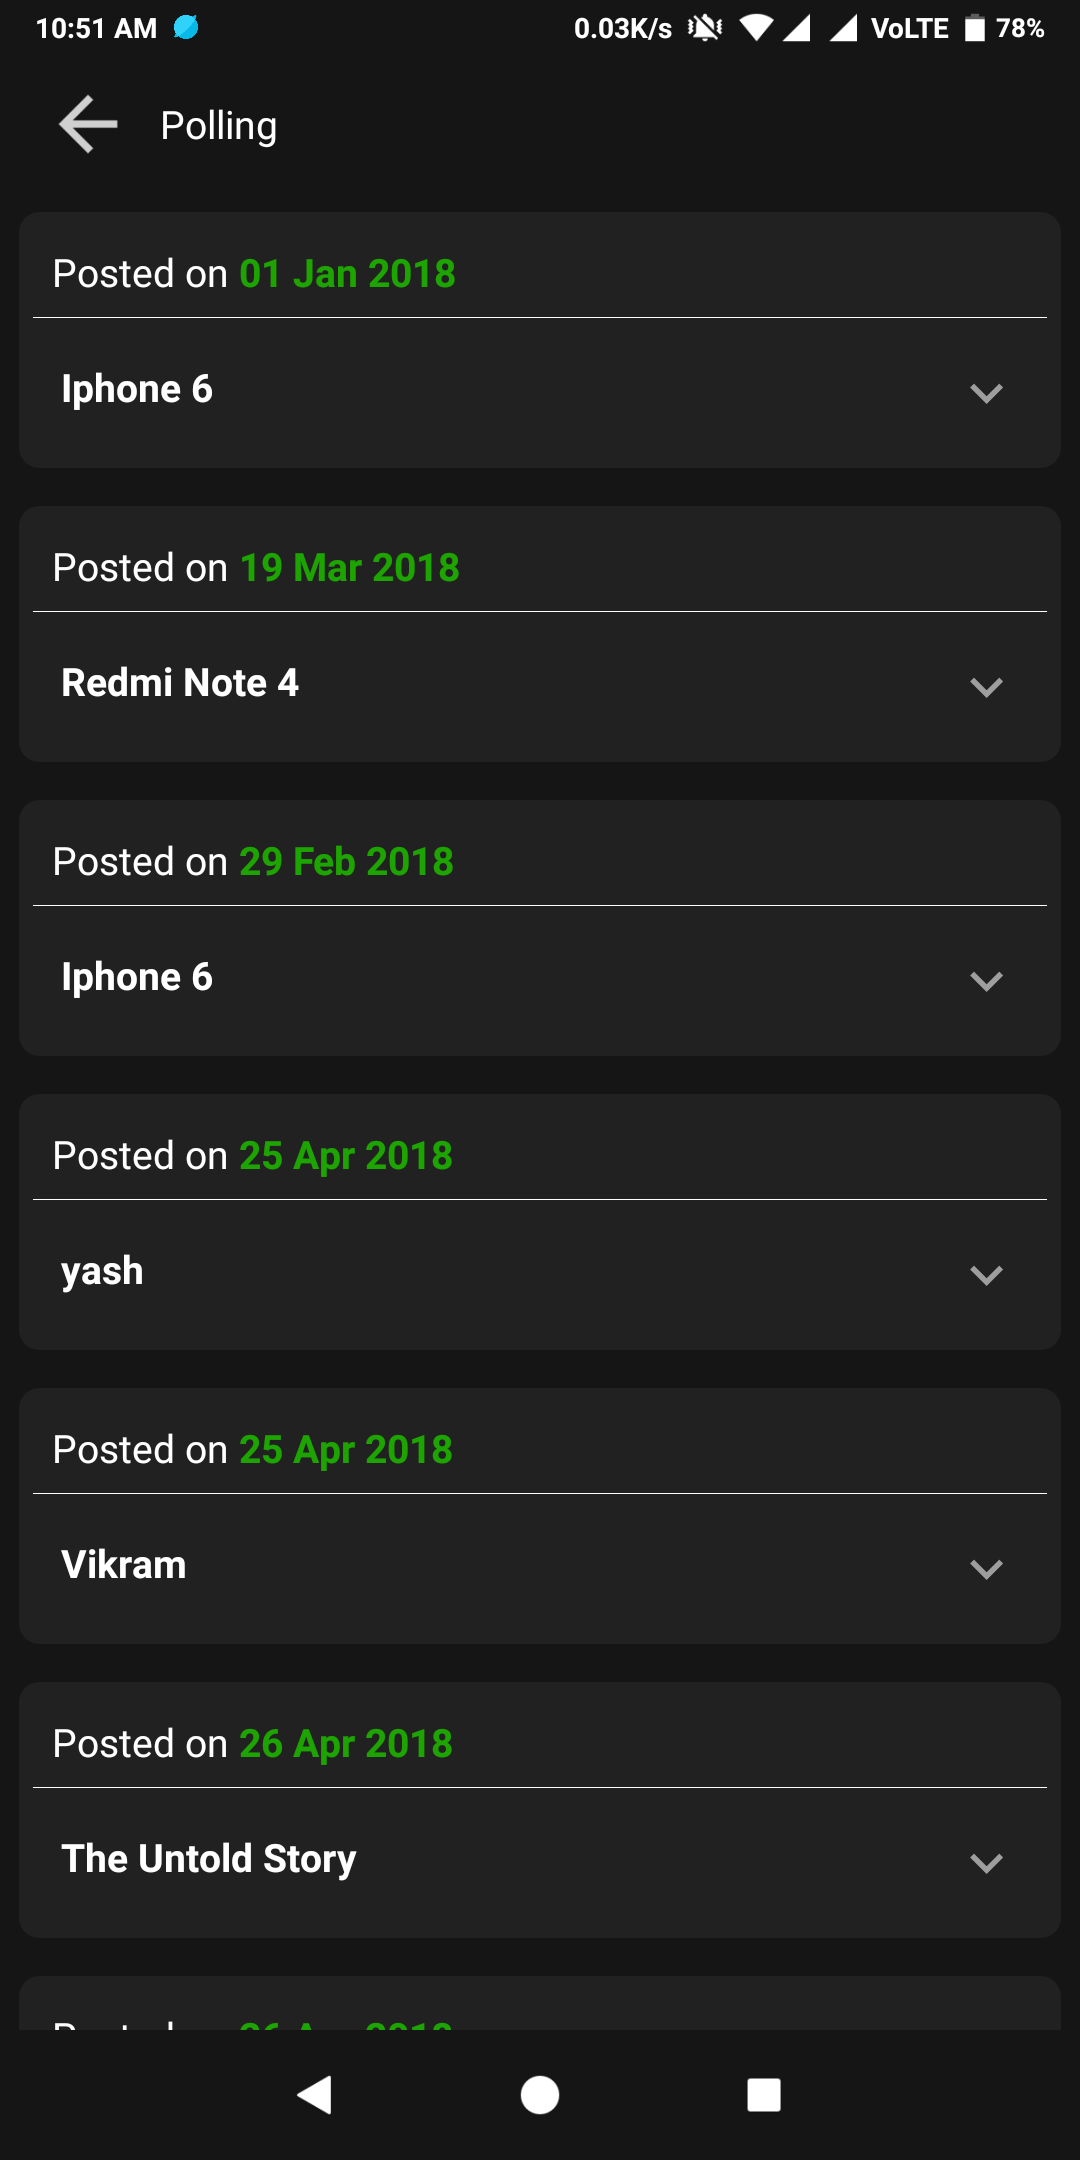 10:51 AM 0.03K/s VoLTE 78%
Polling
Posted on 01 Jan 2018
Iphone 6
Posted on 19 Mar 2018
Redmi Note 4
Posted on 29 Feb 2018
Iphone 6
Posted on 25 Apr 2018
yash
Posted on 25 Apr 2018
Vikram
Posted on 26 Apr 2018
The Untold Story